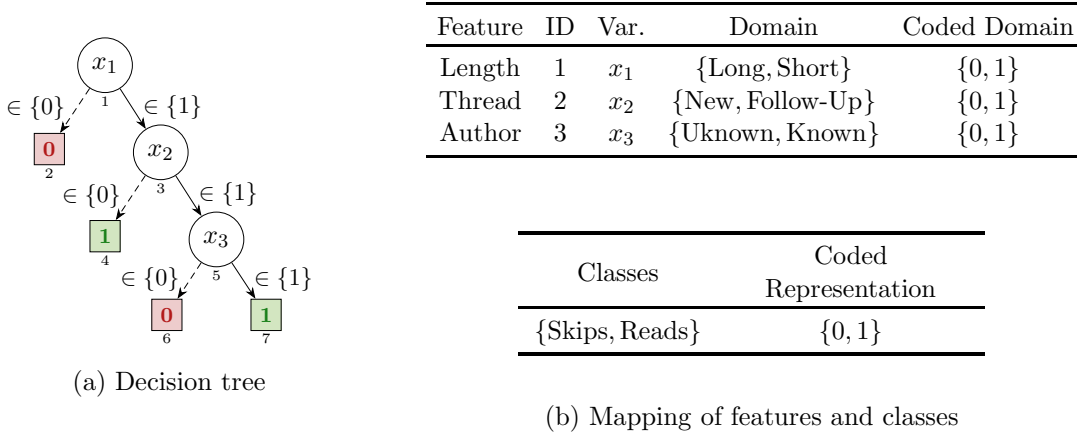 x1
1
∈ {0}
∈ {1}
0
2
x2
3
∈ {0}
∈ {1}
1
4
x3
5
∈ {0}
∈ {1}
0
6
1
7
(a) Decision tree
Feature ID Var. Domain Coded Domain
Length 1 x1 {Long, Short} {0, 1}
Thread 2 x2 {New, Follow-Up} {0, 1}
Author 3 x3 {Uknown, Known} {0, 1}
Classes Coded
Representation
{Skips, Reads} {0, 1}
(b) Mapping of features and classes